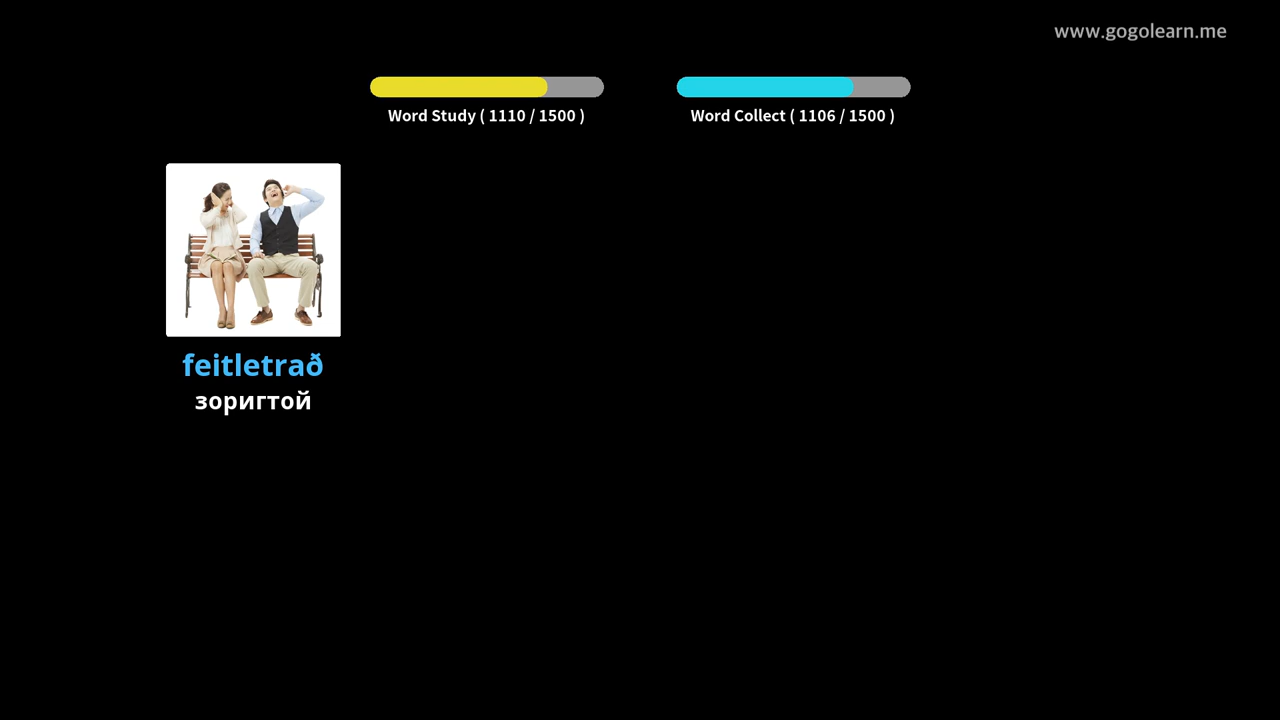 www.gogolearn.me
Word Study ( 1110 / 1500 )
Word Collect ( 1106 / 1500 )
feitletrað
зоригтой